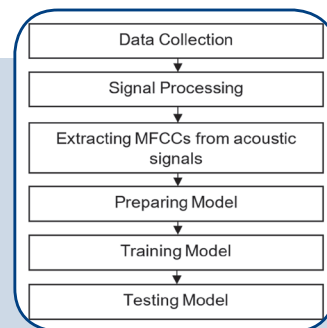 Data Collection
Signal Processing
Extracting MFCCs from acoustic
signals
Preparing Model
Training Model
Testing Model